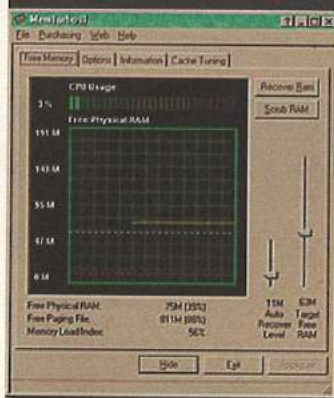 MemTurbo
File Purchasing Web Help
Free Memory Options Information Cache Tuning
CPU Usage
3%
Free Physical RAM
191 M
143 M
95 M
47 M
0 M
Recover Ram
Scrub RAM
11M Auto Recover Level
63M Target Free RAM
Free Physical RAM: 75M (39%)
Free Paging File: 811M (86%)
Memory Load Index: 56%
Hide Exit